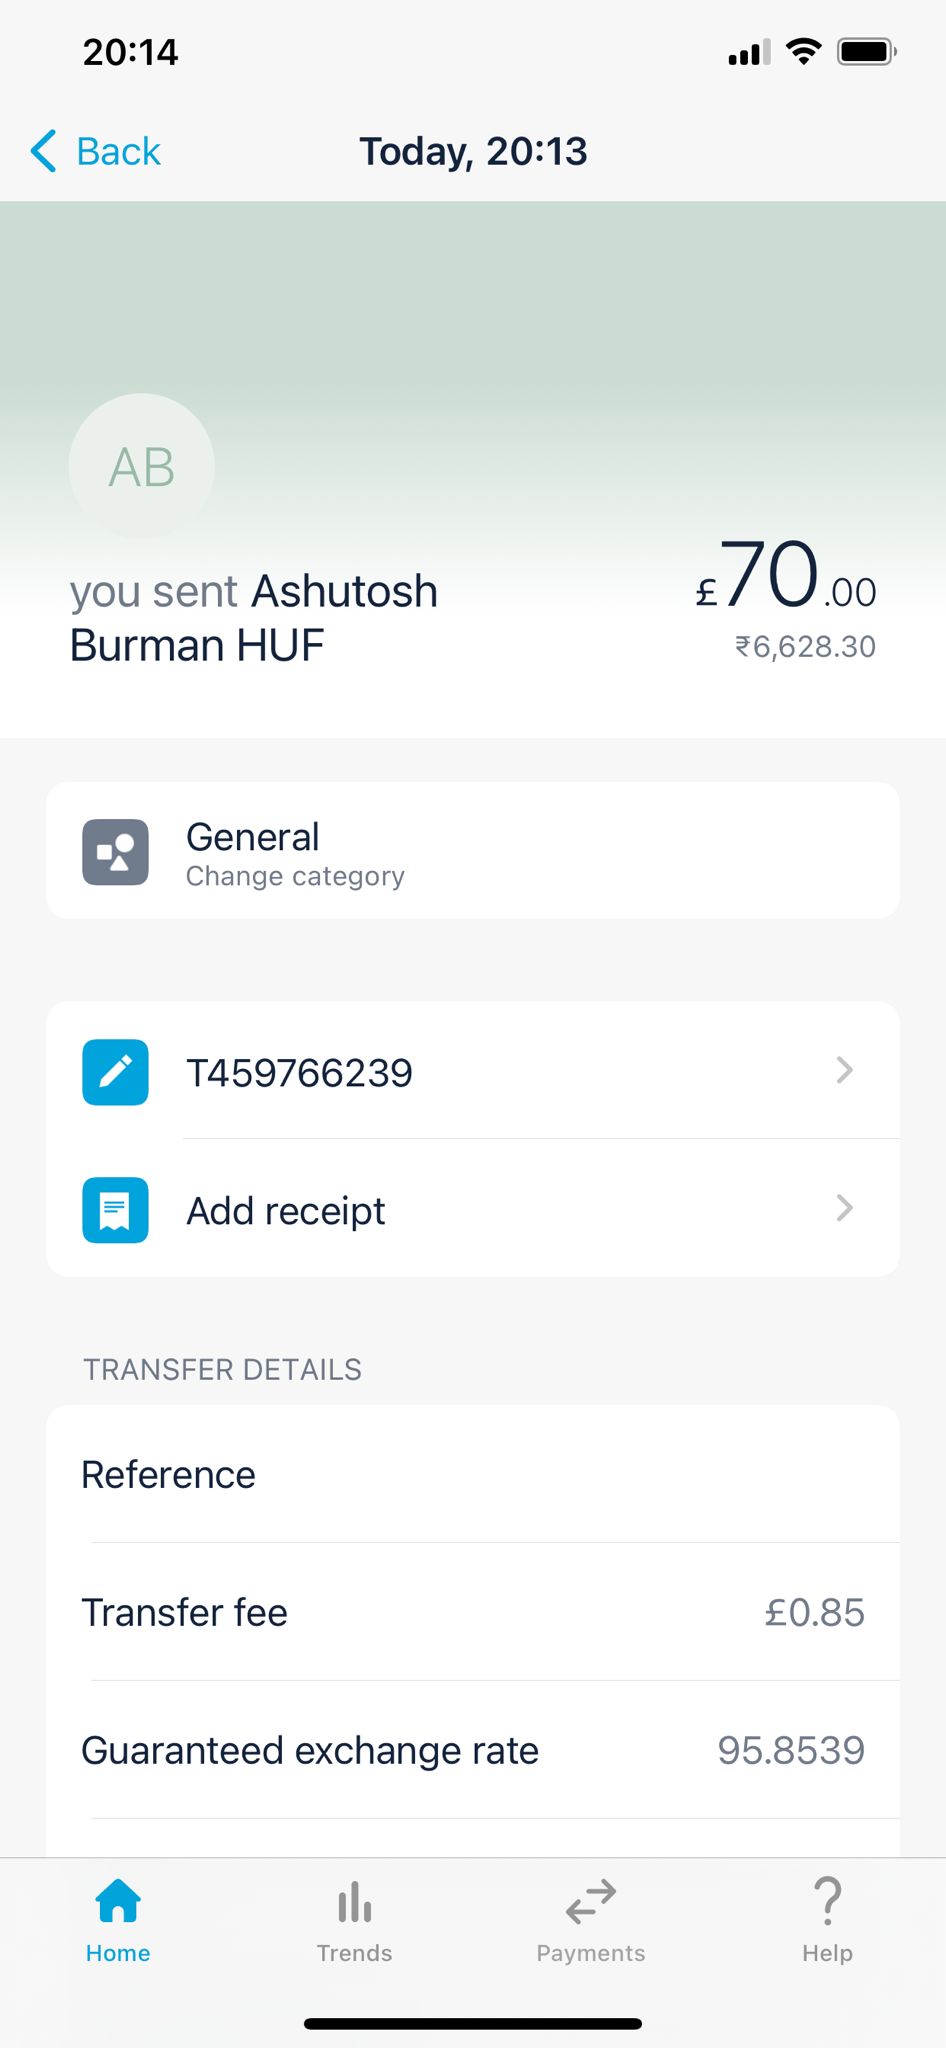 20:14
Back
Today, 20:13
AB
you sent Ashutosh
Burman HUF
£70.00
₹6,628.30
General
Change category
T459766239
Add receipt
TRANSFER DETAILS
Reference
Transfer fee £0.85
Guaranteed exchange rate 95.8539
Home Trends Payments Help